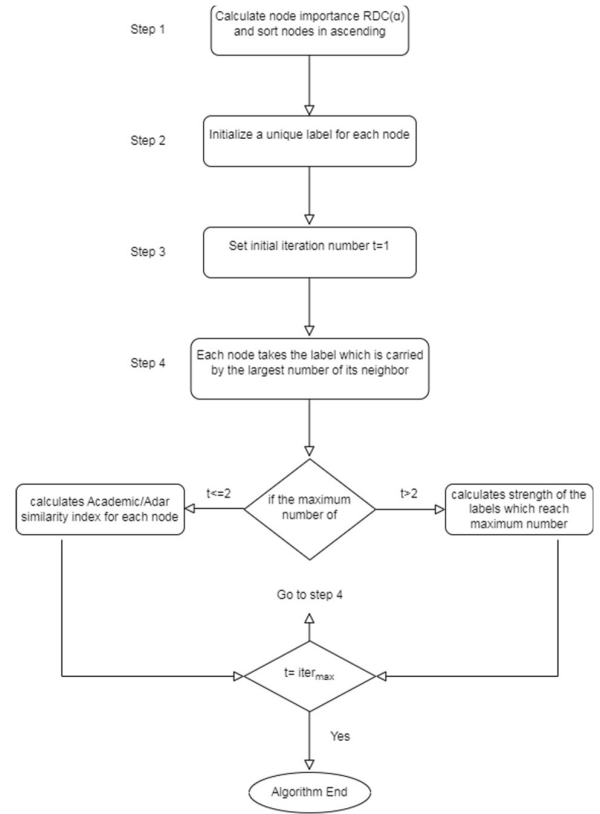 Step 1
Calculate node importance RDC(α)
and sort nodes in ascending
Step 2
Initialize a unique label for each node
Step 3
Set initial iteration number t=1
Step 4
Each node takes the label which is carried
by the largest number of its neighbor
t<=2
if the maximum
number of
t>2
calculates Academic/Adar
similarity index for each node
calculates strength of the
labels which reach
maximum number
Go to step 4
t= iter_max
Yes
Algorithm End